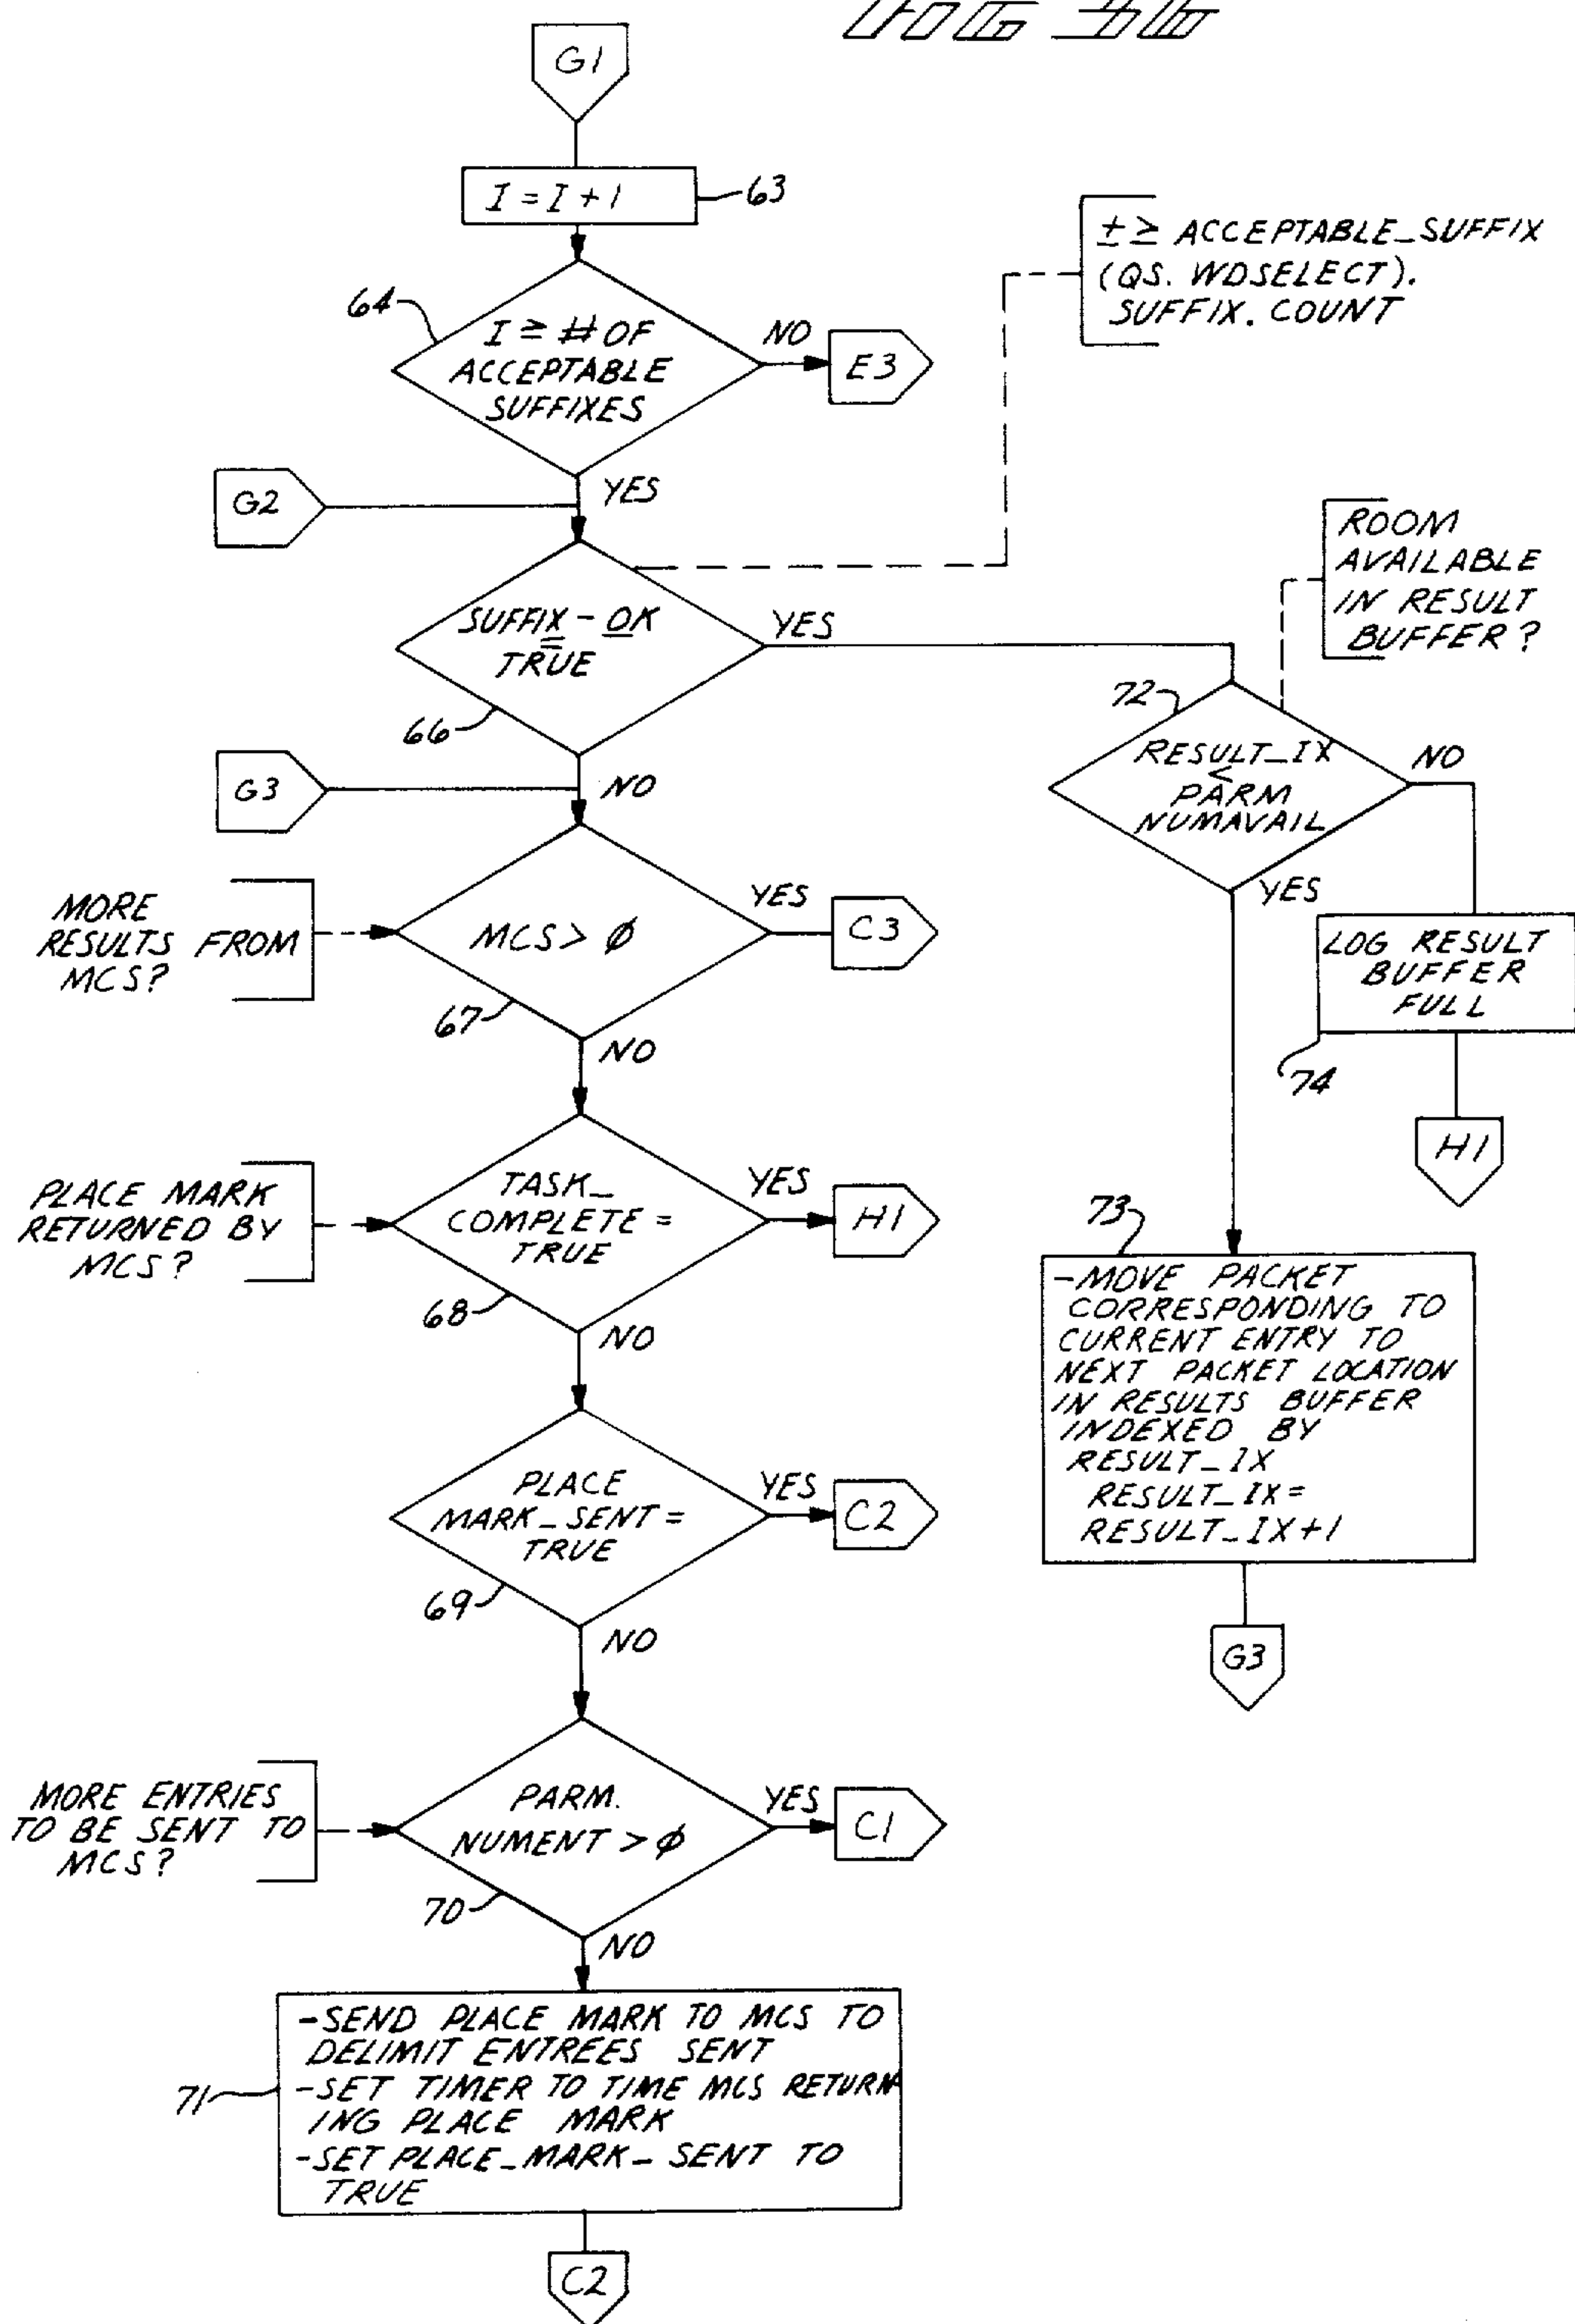 FIG 3G
G1
I = I + 1
63
± ≥ ACCEPTABLE_SUFFIX
(QS. WDSELECT).
SUFFIX. COUNT
64
I ≥ # OF
ACCEPTABLE
SUFFIXES
NO
E3
YES
G2
ROOM
AVAILABLE
IN RESULT
BUFFER?
SUFFIX - OK
=
TRUE
YES
66
NO
72
RESULT_IX
<
PARM
NUMAVAIL
NO
YES
G3
MORE
RESULTS FROM
MCS?
MCS > φ
YES
C3
67
NO
LOG RESULT
BUFFER
FULL
74
H1
PLACE MARK
RETURNED BY
MCS?
TASK_
COMPLETE =
TRUE
YES
H1
68
NO
73
-MOVE PACKET
CORRESPONDING TO
CURRENT ENTRY TO
NEXT PACKET LOCATION
IN RESULTS BUFFER
INDEXED BY
RESULT_IX
RESULT_IX =
RESULT_IX+1
G3
PLACE
MARK_SENT =
TRUE
YES
C2
69
NO
MORE ENTRIES
TO BE SENT TO
MCS?
PARM.
NUMENT > φ
YES
C1
70
NO
-SEND PLACE MARK TO MCS TO
DELIMIT ENTREES SENT
-SET TIMER TO TIME MCS RETURN
ING PLACE MARK
-SET PLACE_MARK_SENT TO
TRUE
71
C2